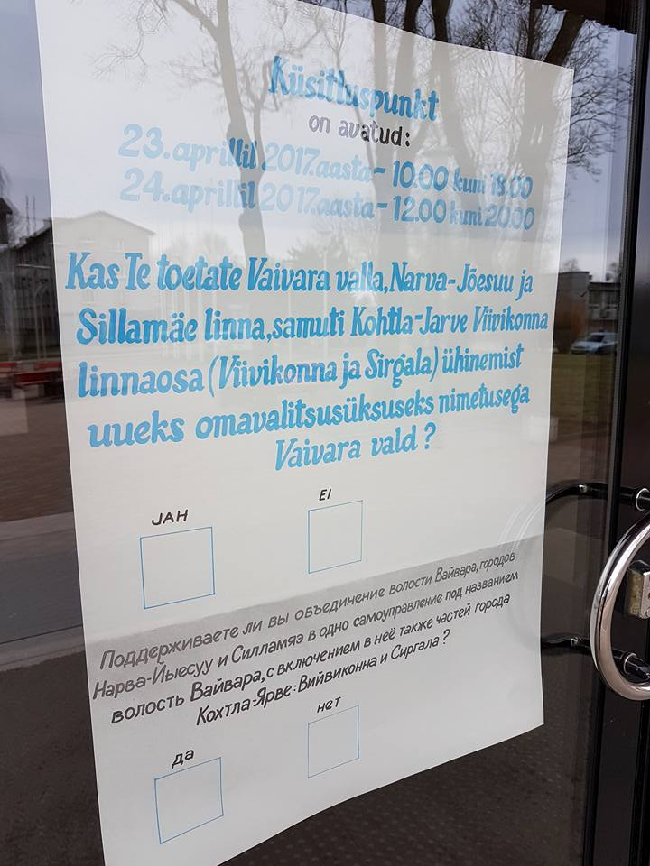 Küsitluspunkt
on avatud:
23.aprillil 2017.aasta- 10.00 kuni 18.00
24.aprillil 2017.aasta- 12.00 kuni 20.00
Kas Te toetate Vaivara valla, Narva-Jõesuu ja
Sillamäe linna, samuti Kohtla-Jarve Viivikonna
linnaosa (Viivikonna ja Sirgala) ühinemist
uueks omavalitsusüksuseks nimetusega
Vaivara vald ?
JAH
EI
Поддерживаете ли вы объедичение волости Вайвара, городов
Нарва-Йыесуу и Силламяэ в одно самоуправление под названием
волость Вайвара, с включением в неё также частей города
Кохтла-Ярве: Вийвиконна и Сиргала ?
да
нет